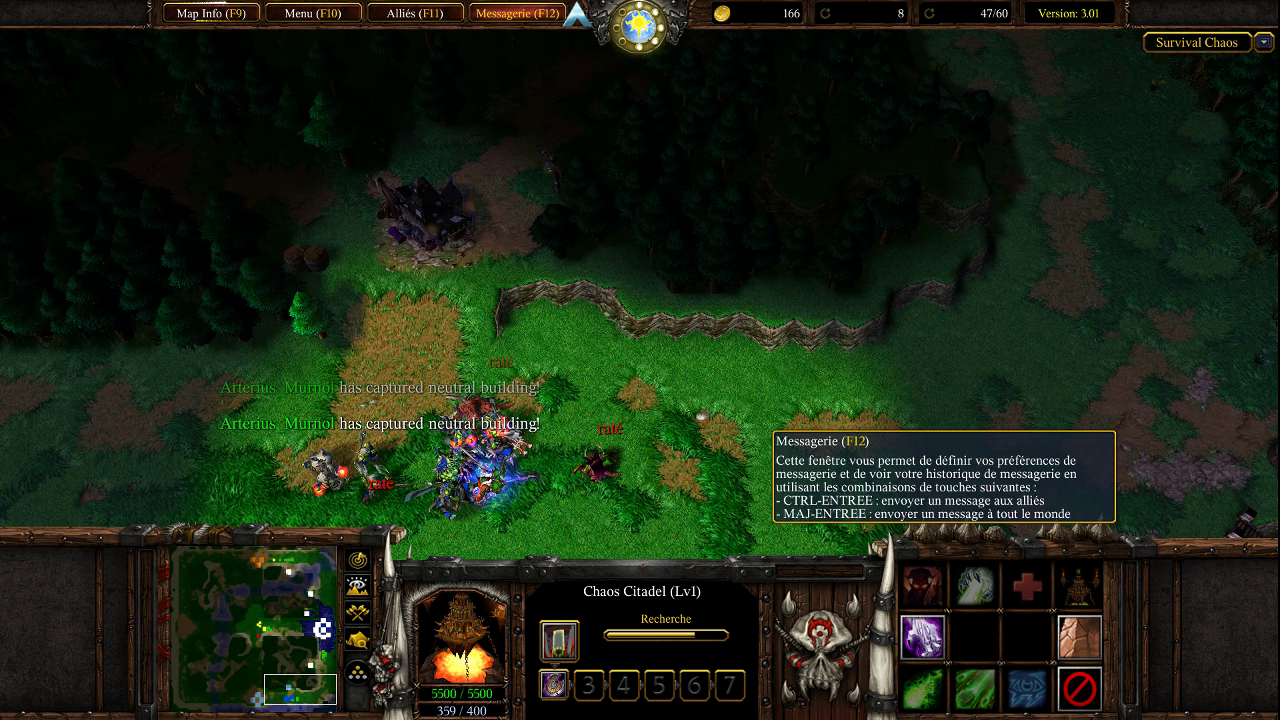 Map Info (F9)
Menu (F10)
Alliés (F11)
Messagerie (F12)
166
8
47/60
Version: 3.01
Survival Chaos
raté
Arterius_Murnol has captured neutral building!
Arterius_Murnol has captured neutral building!
raté
raté
Messagerie (F12)
Cette fenêtre vous permet de définir vos préférences de
messagerie et de voir votre historique de messagerie en
utilisant les combinaisons de touches suivantes :
- CTRL-ENTREE : envoyer un message aux alliés
- MAJ-ENTREE : envoyer un message à tout le monde
Chaos Citadel (Lv1)
Recherche
3 4 5 6 7
5500 / 5500
359 / 400